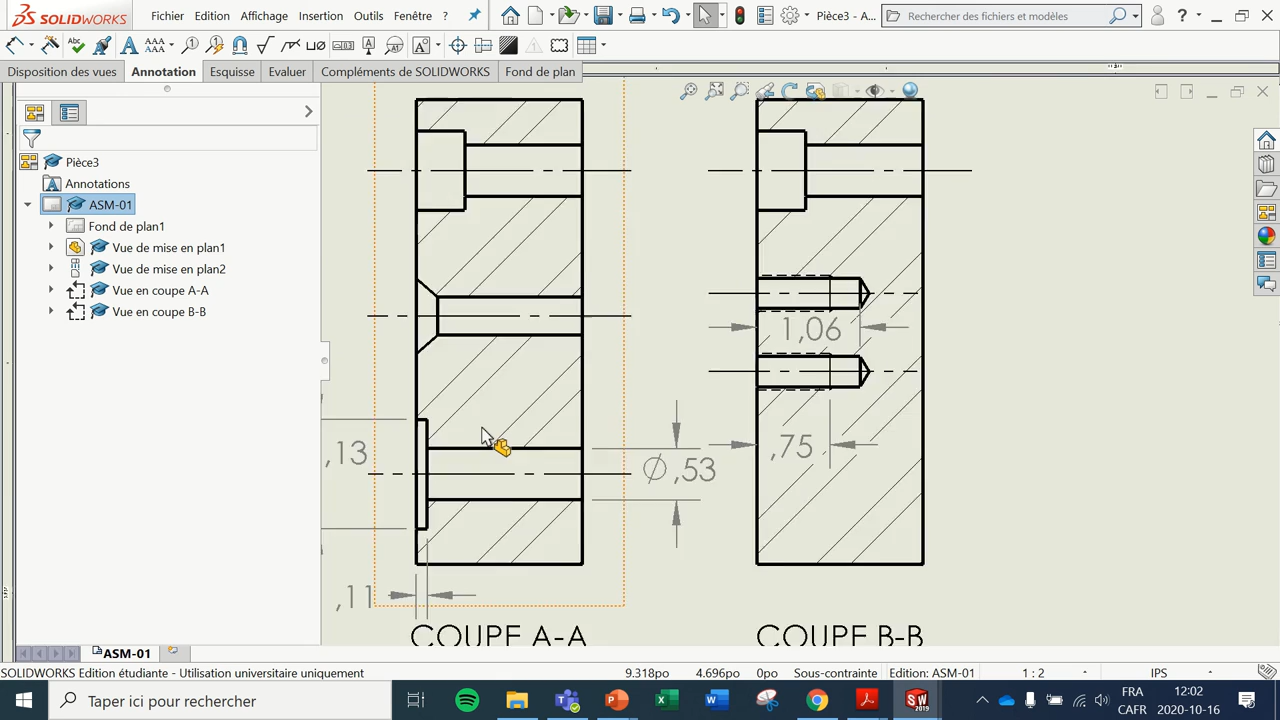 SOLIDWORKS
Fichier Edition Affichage Insertion Outils Fenêtre
Pièce3 - A...
Rechercher des fichiers et modèles
?
Disposition des vues Annotation Esquisse Evaluer Compléments de SOLIDWORKS Fond de plan
Pièce3
Annotations
ASM-01
Fond de plan1
Vue de mise en plan1
Vue de mise en plan2
Vue en coupe A-A
Vue en coupe B-B
1,06
,75
,13
Ø ,53
,11
COUPE A-A
COUPE B-B
ASM-01
SOLIDWORKS Edition étudiante - Utilisation universitaire uniquement
9.318po 4.696po 0po Sous-contrainte Edition: ASM-01 1 : 2 IPS
Taper ici pour rechercher
FRA
CAFR
12:02
2020-10-16